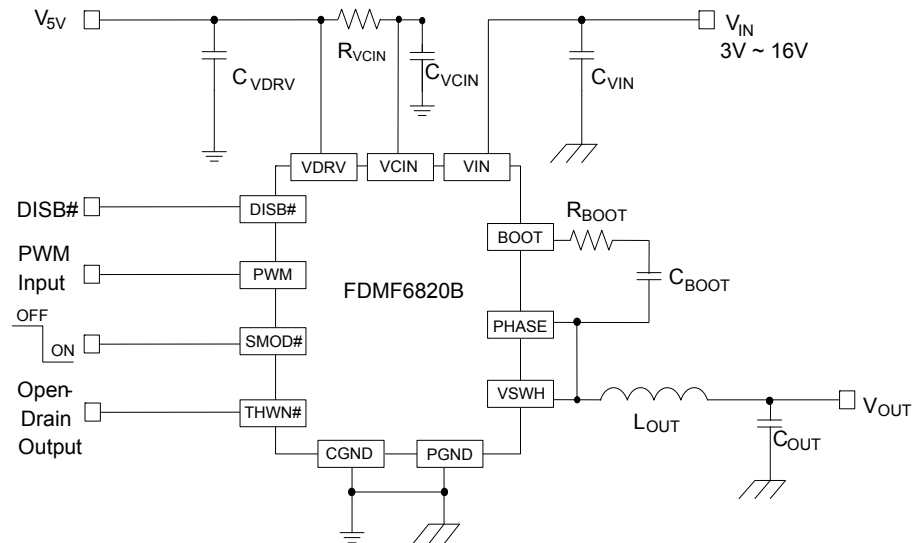 V5V
RVCIN
CVDRV
CVCIN
CVIN
VIN
3V ~ 16V
VDRV
VCIN
VIN
DISB#
DISB#
PWM
Input
PWM
OFF
ON
SMOD#
Open-
Drain
Output
THWN#
FDMF6820B
BOOT
RBOOT
CBOOT
PHASE
VSWH
LOUT
VOUT
COUT
CGND
PGND